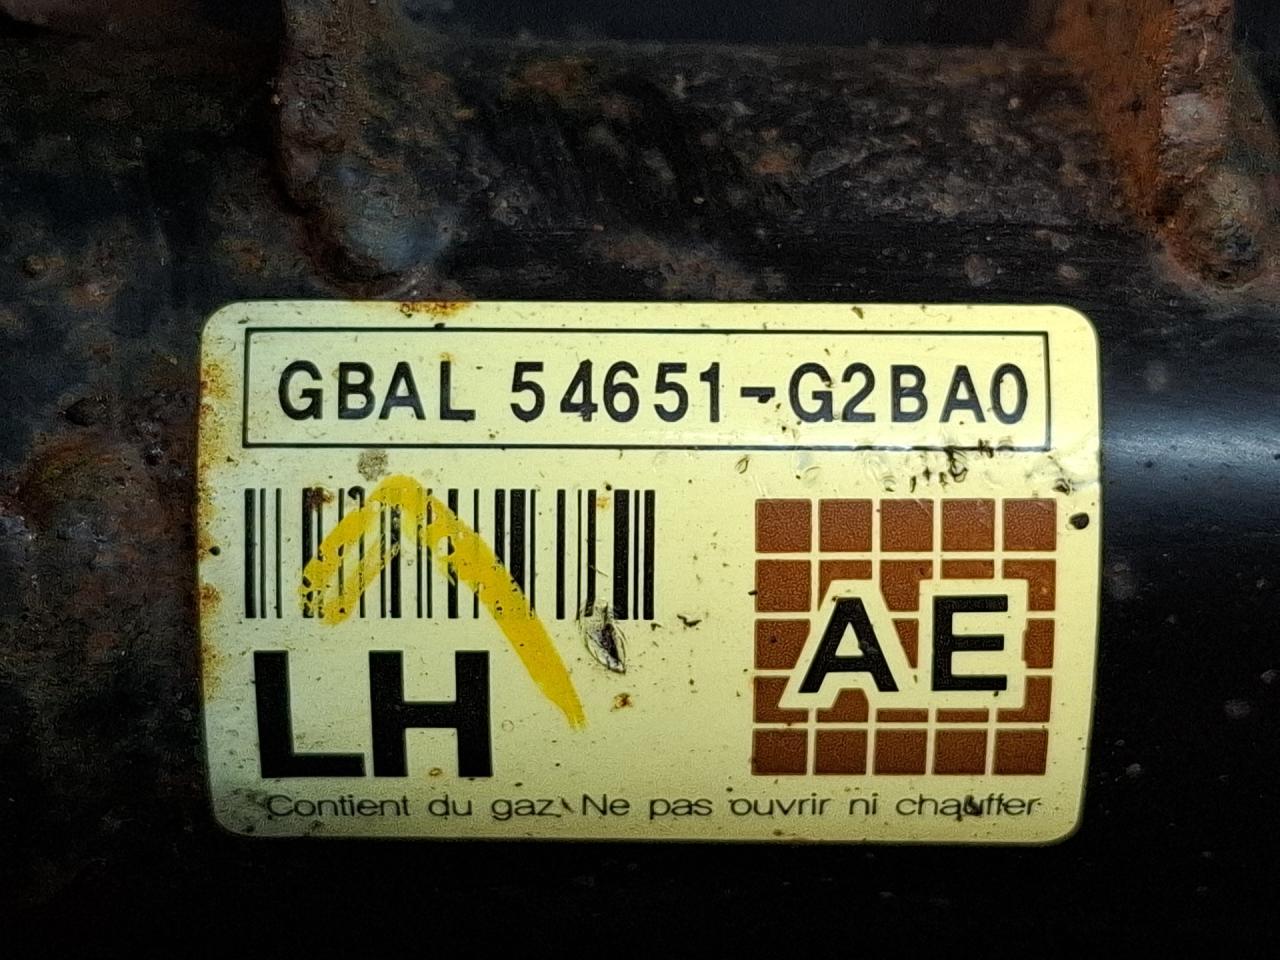 GBAL 54651-G2BA0
AE
LH
Contient du gaz. Ne pas ouvrir ni chauffer